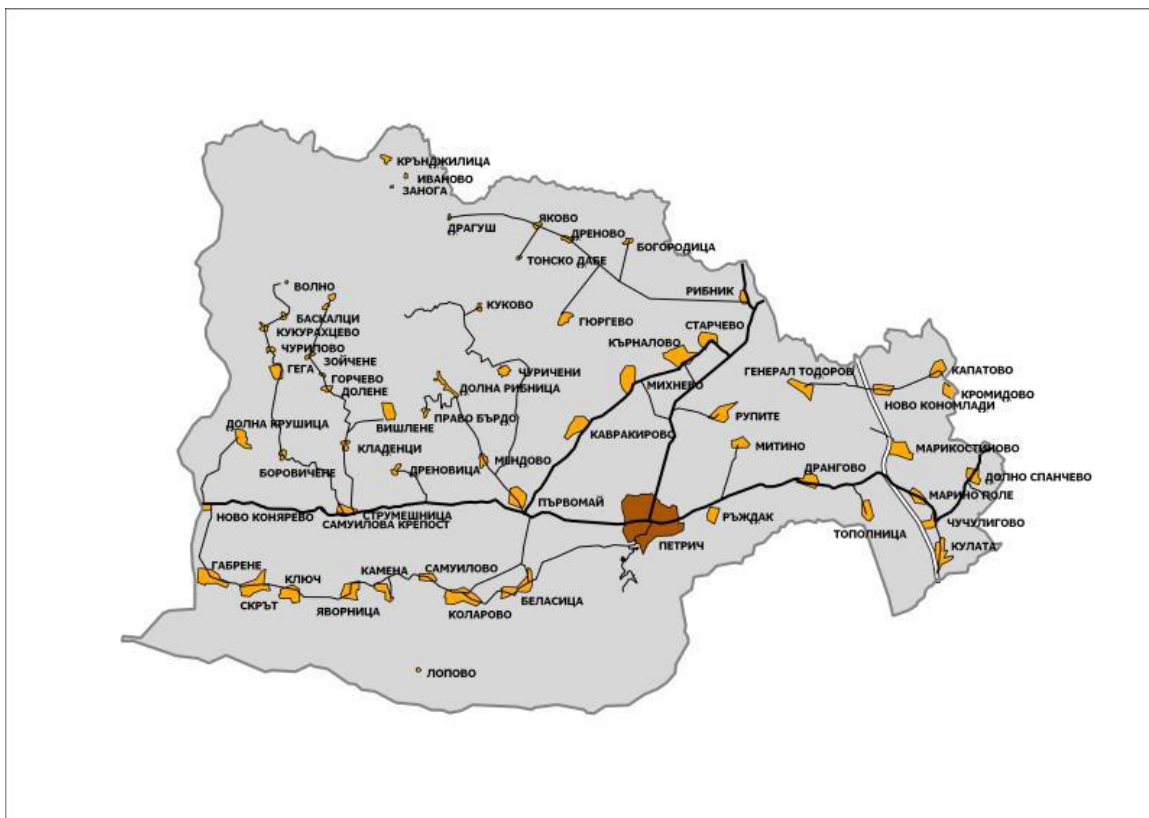 КРЪНДЖИЛИЦА
ИВАНОВО
ЗАНОГА
ДРАГУШ
ЯКОВО
ДРЕНОВО
БОГОРОДИЦА
ТОНСКО ДАБЕ
ВОЛНО
РИБНИК
КУКОВО
БАСКАЛЦИ
ГЮРГЕВО
СТАРЧЕВО
КУКУРАХЦЕВО
КЪРНАЛОВО
ЧУРИЛОВО
ЗОЙЧЕНЕ
ГЕГА
ЧУРИЧЕНИ
ГЕНЕРАЛ ТОДОРОВ
КАПАТОВО
ГОРЧЕВО
ДОЛЕНЕ
ДОЛНА РИБНИЦА
МИХНЕВО
КРОМИДОВО
НОВО КОНОМЛАДИ
ПРАВО БЪРДО
РУПИТЕ
ДОЛНА КРУШИЦА
ВИШЛЕНЕ
КАВРАКИРОВО
МИТИНО
КЛАДЕНЦИ
МАРИКОСТИНОВО
МЕНДОВО
БОРОВИЧЕНЕ
ДРЕНОВИЦА
ДРАНГОВО
ДОЛНО СПАНЧЕВО
МАРИНО ПОЛЕ
ПЪРВОМАЙ
НОВО КОНЯРЕВО
СТРУМЕШНИЦА
САМУИЛОВА КРЕПОСТ
РЪЖДАК
ЧУЧУЛИГОВО
ТОПОЛНИЦА
ПЕТРИЧ
КУЛАТА
ГАБРЕНЕ
КЛЮЧ
КАМЕНА
САМУИЛОВО
СКРЪТ
ЯВОРНИЦА
КОЛАРОВО
БЕЛАСИЦА
ЛОПОВО